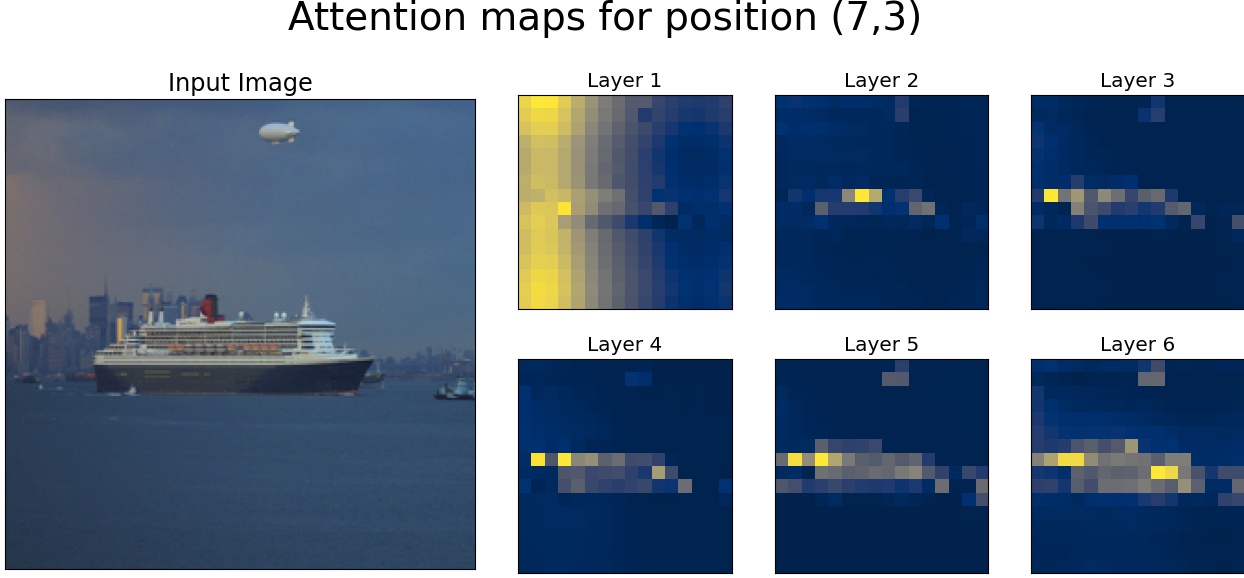 Attention maps for position (7,3)
Input Image
Layer 1
Layer 2
Layer 3
Layer 4
Layer 5
Layer 6